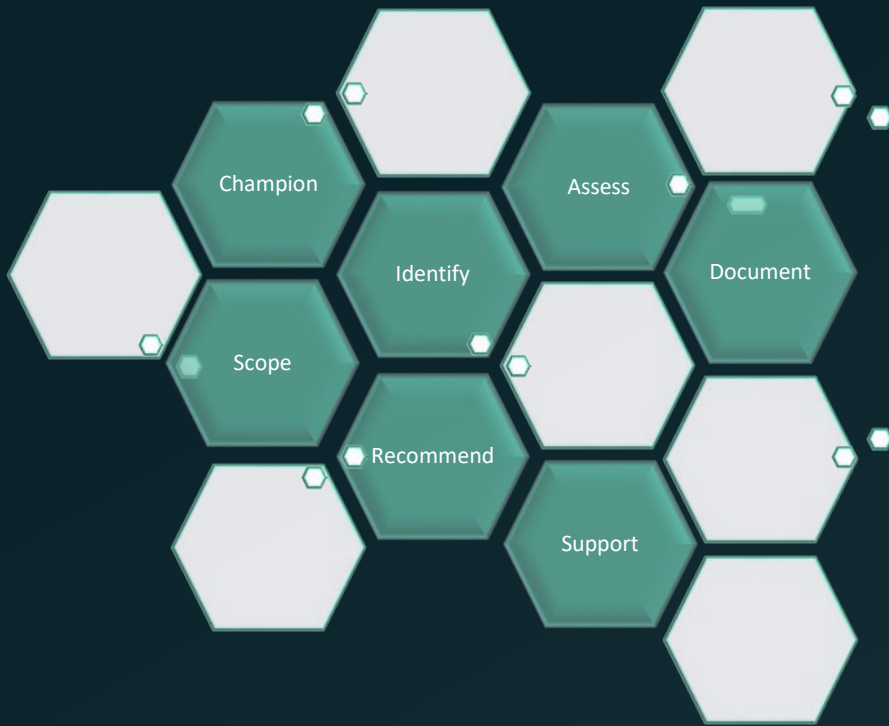 Champion
Assess
Identify
Document
Scope
Recommend
Support